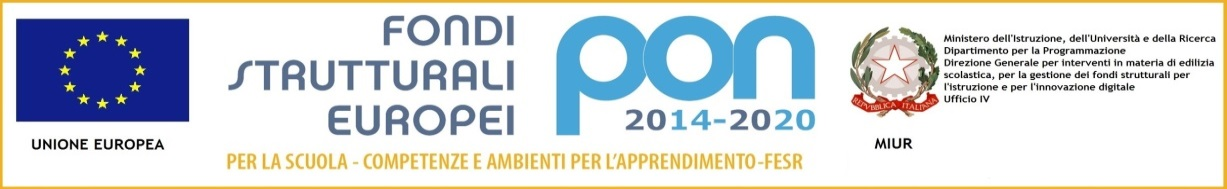 UNIONE EUROPEA
FONDI
STRUTTURALI
EUROPEI
pon
2014-2020
PER LA SCUOLA - COMPETENZE E AMBIENTI PER L'APPRENDIMENTO-FESR
REPVBBLICA ITALIANA
MIUR
Ministero dell'Istruzione, dell'Università e della Ricerca
Dipartimento per la Programmazione
Direzione Generale per interventi in materia di edilizia
scolastica, per la gestione dei fondi strutturali per
l'istruzione e per l'innovazione digitale
Ufficio IV